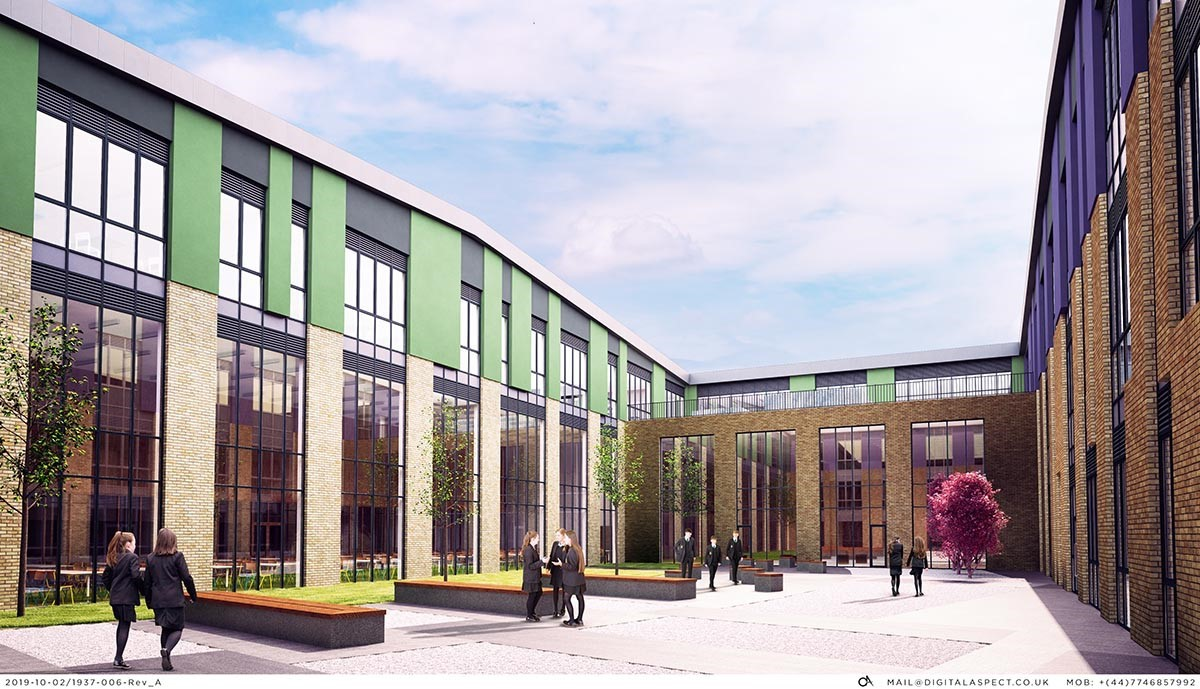 2019-10-02/1937-006-Rev_A
MAIL@DIGITALASPECT.CO.UK MOB: +(44)7746857992